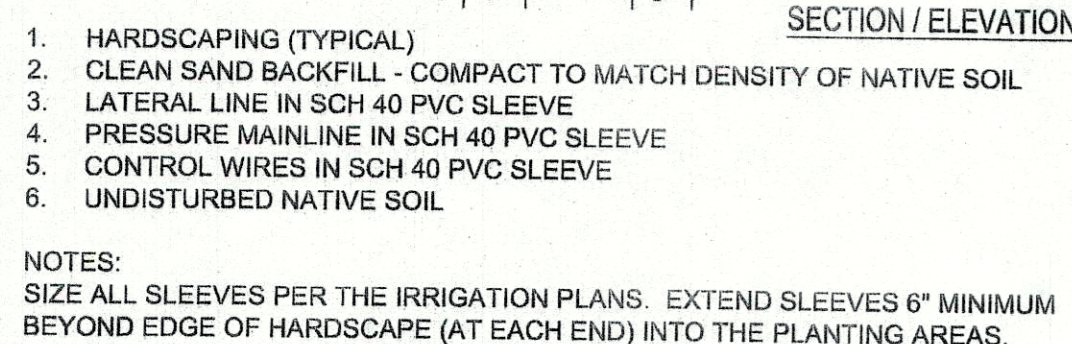 SECTION / ELEVATION
1. HARDSCAPING (TYPICAL)
2. CLEAN SAND BACKFILL - COMPACT TO MATCH DENSITY OF NATIVE SOIL
3. LATERAL LINE IN SCH 40 PVC SLEEVE
4. PRESSURE MAINLINE IN SCH 40 PVC SLEEVE
5. CONTROL WIRES IN SCH 40 PVC SLEEVE
6. UNDISTURBED NATIVE SOIL
NOTES:
SIZE ALL SLEEVES PER THE IRRIGATION PLANS. EXTEND SLEEVES 6" MINIMUM
BEYOND EDGE OF HARDSCAPE (AT EACH END) INTO THE PLANTING AREAS.